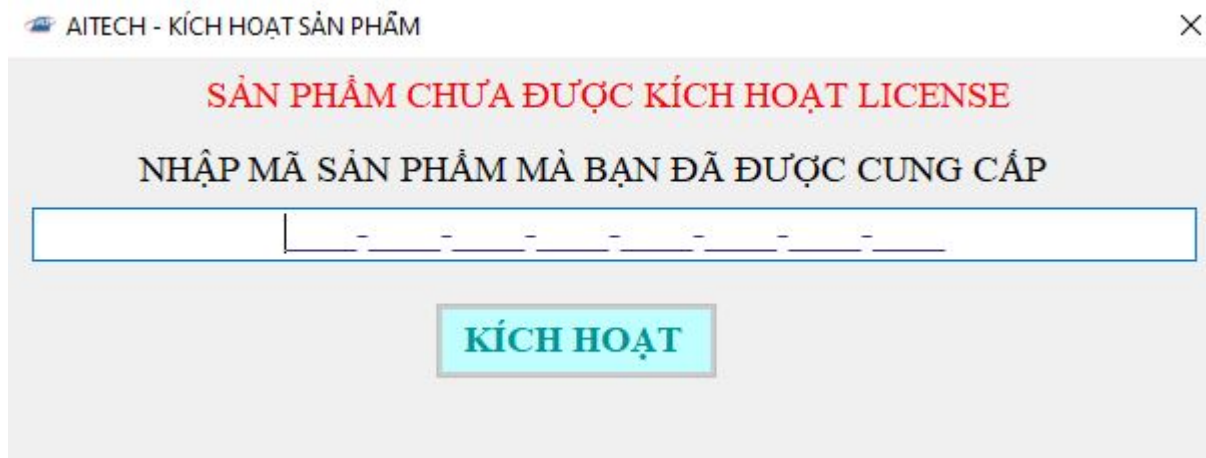 AITECH - KÍCH HOẠT SẢN PHẨM
SẢN PHẨM CHƯA ĐƯỢC KÍCH HOẠT LICENSE
NHẬP MÃ SẢN PHẨM MÀ BẠN ĐÃ ĐƯỢC CUNG CẤP
____-____-____-____-____-____-____-____
KÍCH HOẠT